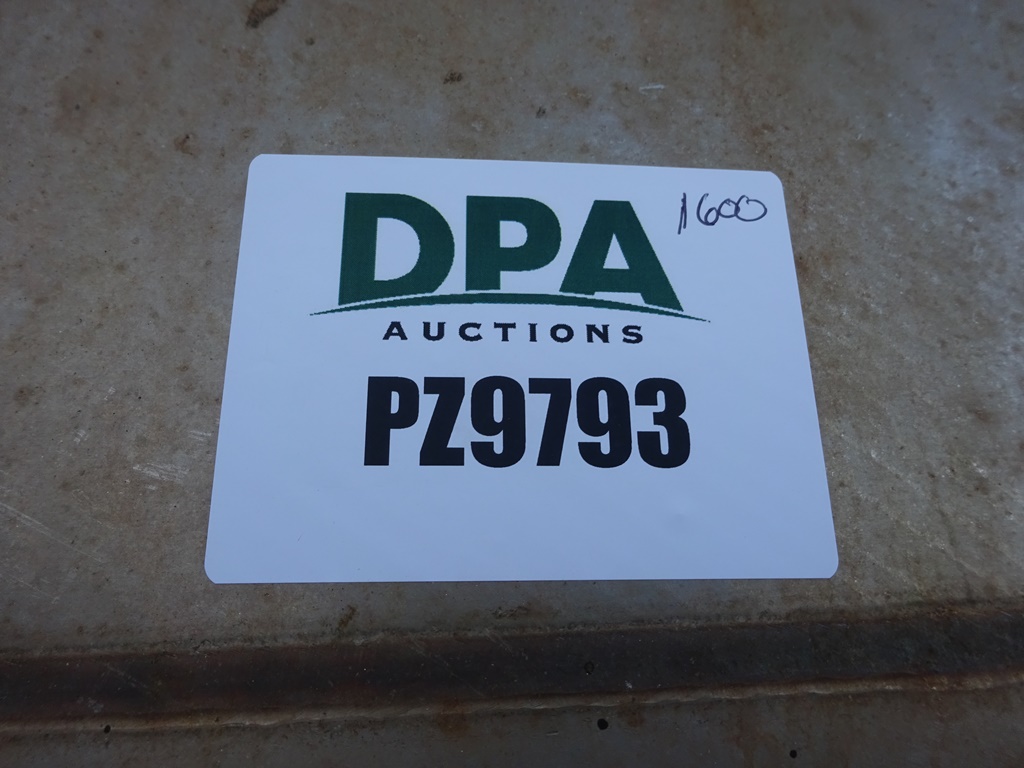 DPA
1600
AUCTIONS
PZ9793